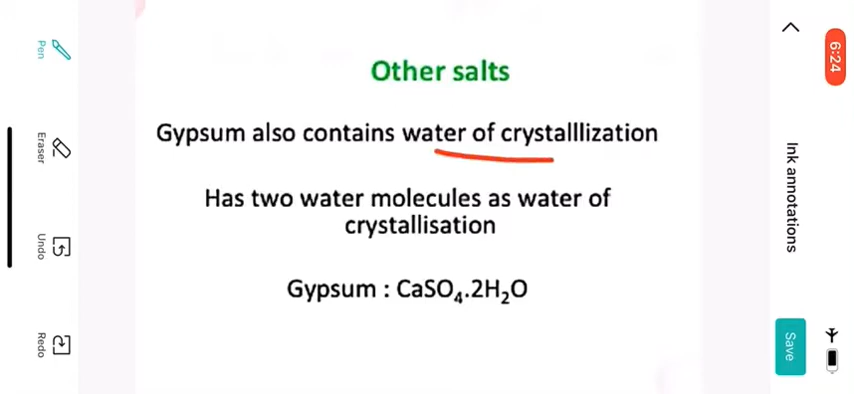 Other salts
Gypsum also contains water of crystalllization
Has two water molecules as water of
crystallisation
Gypsum : CaSO₄.2H₂O
Pen
Eraser
Undo
Redo
6:24
Ink annotations
Save